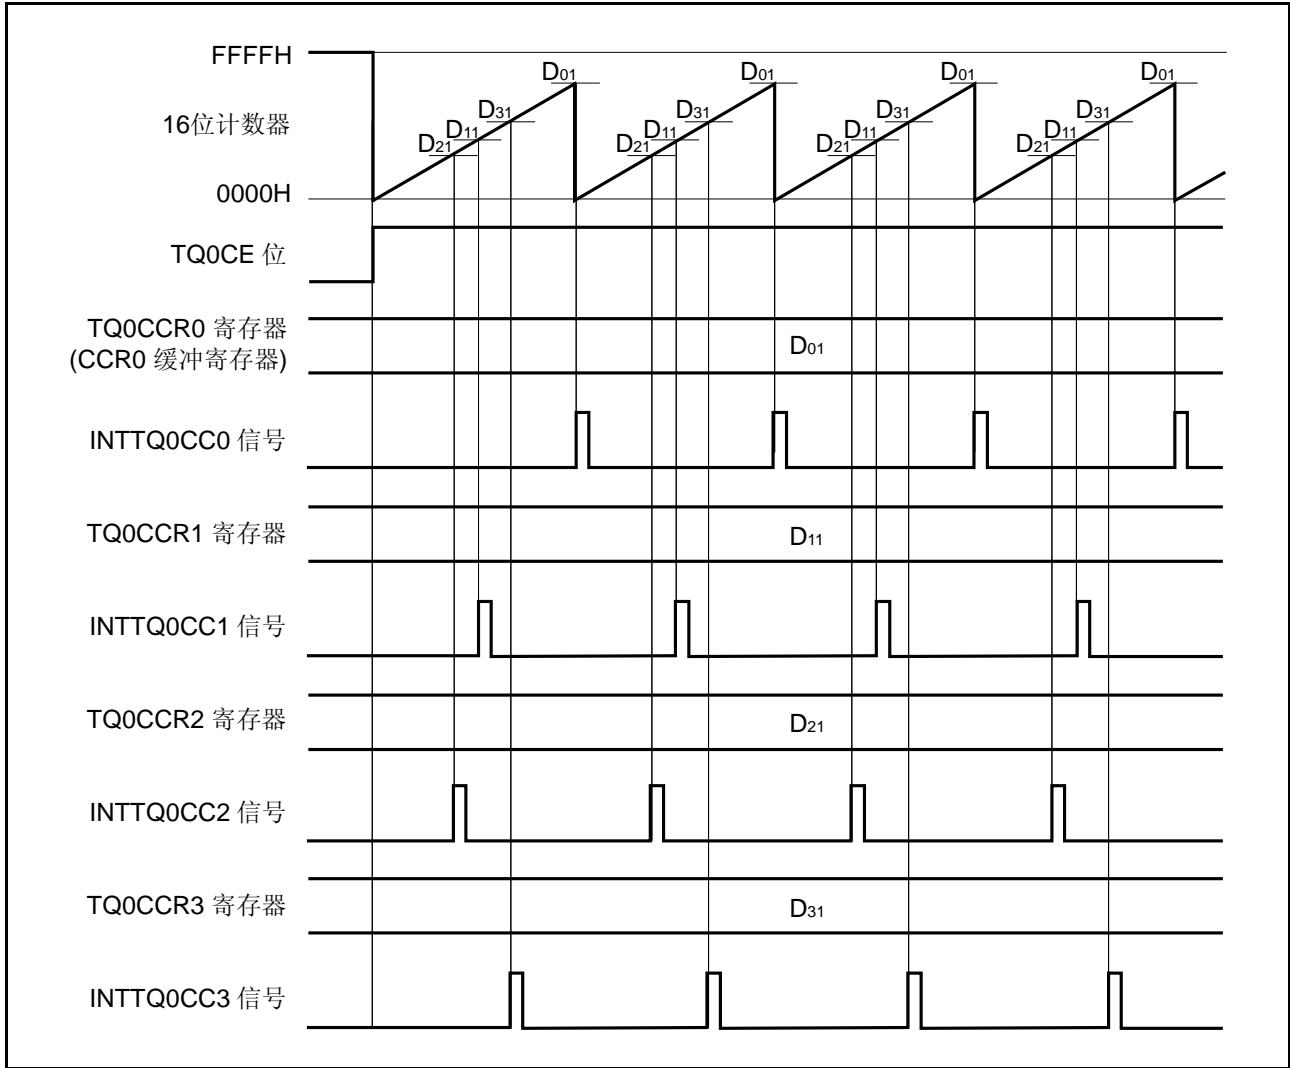 FFFFH
D01 D01 D01 D01
D31 D31 D31 D31
16位计数器
D11 D11 D11 D11
D21 D21 D21 D21
0000H
TQ0CE 位
TQ0CCR0 寄存器
(CCR0 缓冲寄存器)
D01
INTTQ0CC0 信号
TQ0CCR1 寄存器
D11
INTTQ0CC1 信号
TQ0CCR2 寄存器
D21
INTTQ0CC2 信号
TQ0CCR3 寄存器
D31
INTTQ0CC3 信号